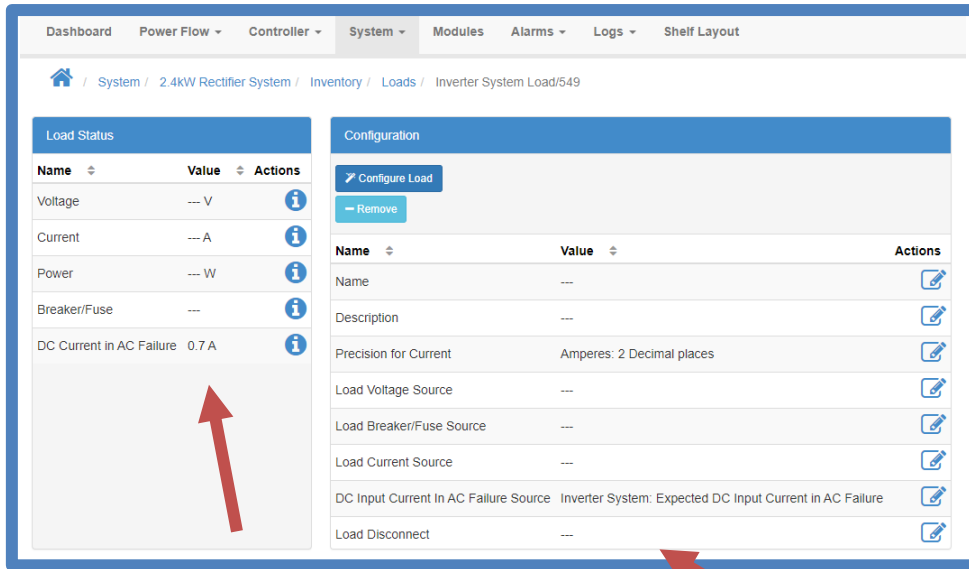 Dashboard Power Flow Controller System Modules Alarms Logs Shelf Layout
/ System / 2.4kW Rectifier System / Inventory / Loads / Inverter System Load/549
Load Status
Name Value Actions
Voltage --- V
Current --- A
Power --- W
Breaker/Fuse ---
DC Current in AC Failure 0.7 A
Configuration
Configure Load
Remove
Name Value Actions
Name ---
Description ---
Precision for Current Amperes: 2 Decimal places
Load Voltage Source ---
Load Breaker/Fuse Source ---
Load Current Source ---
DC Input Current In AC Failure Source Inverter System: Expected DC Input Current in AC Failure
Load Disconnect ---